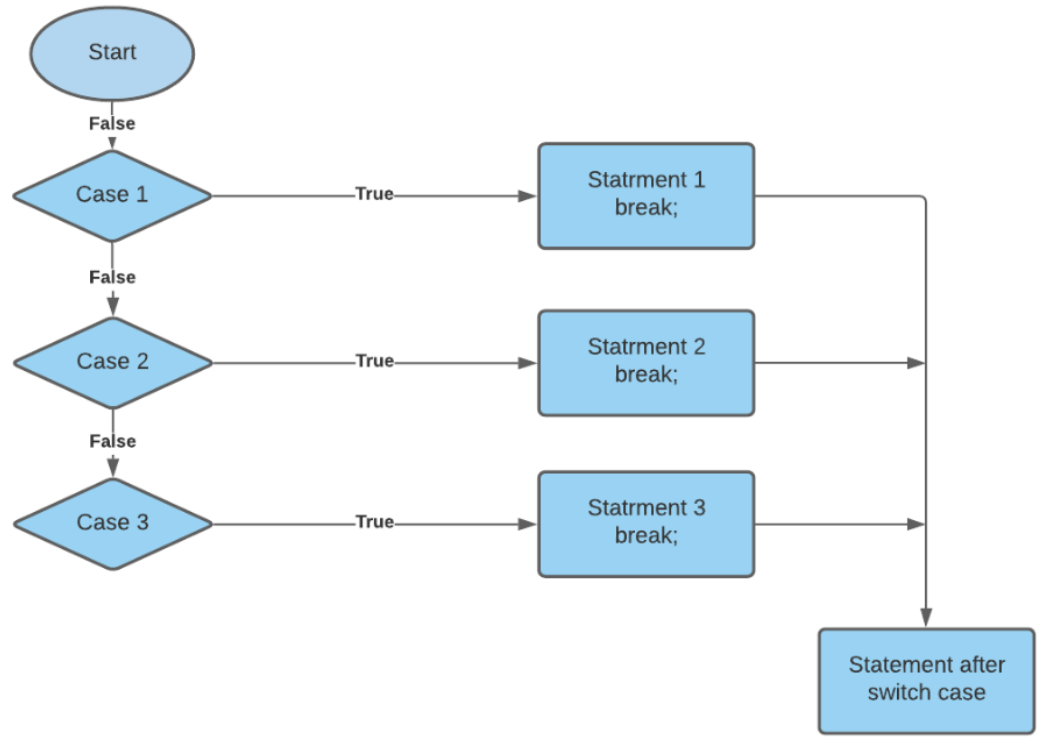 Start
False
Case 1
True
Statrment 1
break;
False
Case 2
True
Statrment 2
break;
False
Case 3
True
Statrment 3
break;
Statement after
switch case